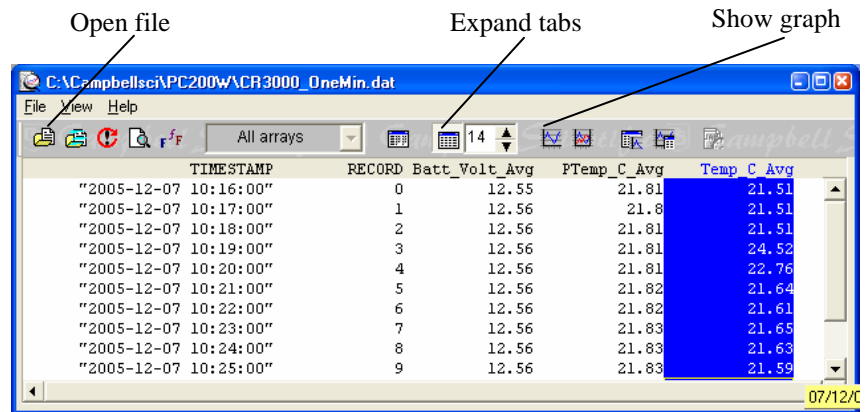 Open file
Expand tabs
Show graph
C:\Campbellsci\PC200W\CR3000_OneMin.dat
File View Help
All arrays 14
TIMESTAMP RECORD Batt_Volt_Avg PTemp_C_Avg Temp_C_Avg
"2005-12-07 10:16:00" 0 12.55 21.81 21.51
"2005-12-07 10:17:00" 1 12.56 21.8 21.51
"2005-12-07 10:18:00" 2 12.56 21.81 21.51
"2005-12-07 10:19:00" 3 12.56 21.81 24.52
"2005-12-07 10:20:00" 4 12.56 21.81 22.76
"2005-12-07 10:21:00" 5 12.56 21.82 21.64
"2005-12-07 10:22:00" 6 12.56 21.82 21.61
"2005-12-07 10:23:00" 7 12.56 21.83 21.65
"2005-12-07 10:24:00" 8 12.56 21.83 21.63
"2005-12-07 10:25:00" 9 12.56 21.83 21.59
07/12/0